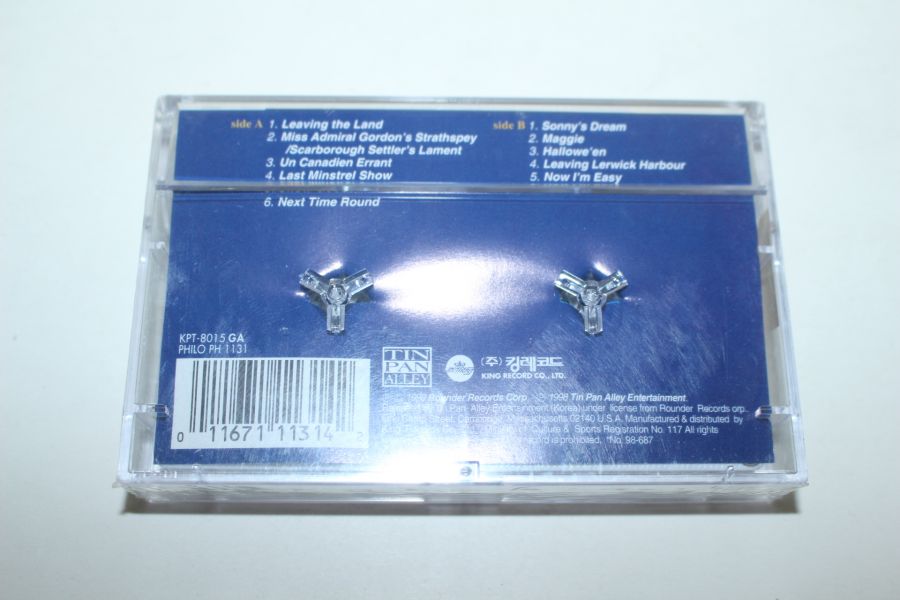 side A
1. Leaving the Land
2. Miss Admiral Gordon's Strathspey
/Scarborough Settler's Lament
3. Un Canadien Errant
4. Last Minstrel Show
6. Next Time Round
side B
1. Sonny's Dream
2. Maggie
3. Hallowe'en
4. Leaving Lerwick Harbour
5. Now I'm Easy
KPT-8015 GA
PHILO PH 1131
0 11671 11314
TIN
PAN
ALLEY
(주) 킹레코드
KING RECORD CO., LTD.
Rounder Records Corp. 1998 Tin Pan Alley Entertainment.
Pan Alley Entertainment (Korea) under license from Rounder Records
Street, Cambridge, Massachusetts 02140 U.S.A. Manufactured & distributed by
Culture & Sports Registration No. 117 All rights
record is prohibited. *No. 98-687